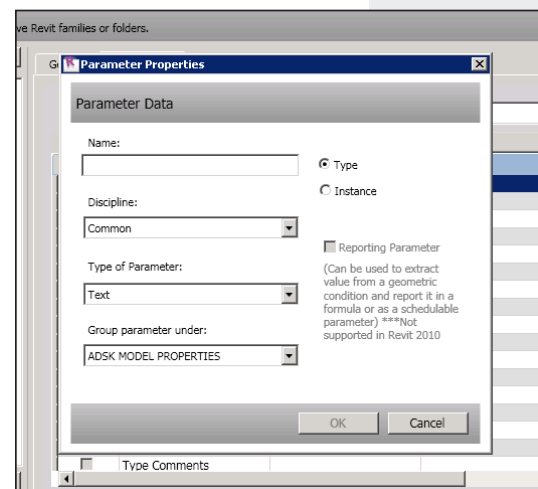 ve Revit families or folders.
G
Parameter Properties
Parameter Data
Name:
Type
Instance
Discipline:
Common
Reporting Parameter
(Can be used to extract
value from a geometric
condition and report it in a
formula or as a schedulable
parameter) ***Not
supported in Revit 2010
Type of Parameter:
Text
Group parameter under:
ADSK MODEL PROPERTIES
OK Cancel
Type Comments